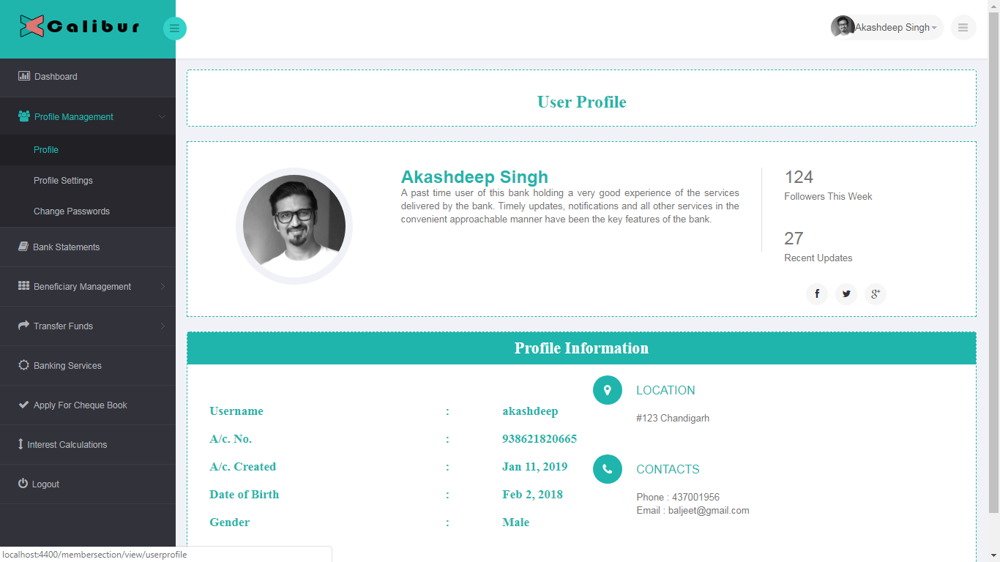 Calibur
Akashdeep Singh
Dashboard
Profile Management
Profile
Profile Settings
Change Passwords
Bank Statements
Beneficiary Management
Transfer Funds
Banking Services
Apply For Cheque Book
Interest Calculations
Logout
User Profile
Akashdeep Singh
A past time user of this bank holding a very good experience of the services
delivered by the bank. Timely updates, notifications and all other services in the
convenient approachable manner have been the key features of the bank.
124
Followers This Week
27
Recent Updates
Profile Information
Username : akashdeep
A/c. No. : 938621820665
A/c. Created : Jan 11, 2019
Date of Birth : Feb 2, 2018
Gender : Male
LOCATION
#123 Chandigarh
CONTACTS
Phone : 437001956
Email : baljeet@gmail.com
localhost:4400/membersection/view/userprofile